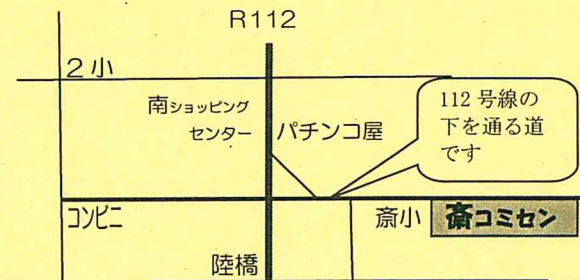 R112
2小
南ショッピング
センター
パチンコ屋
112 号線の
下を通る道
です
コンビニ
斎小
斎コミセン
陸橋